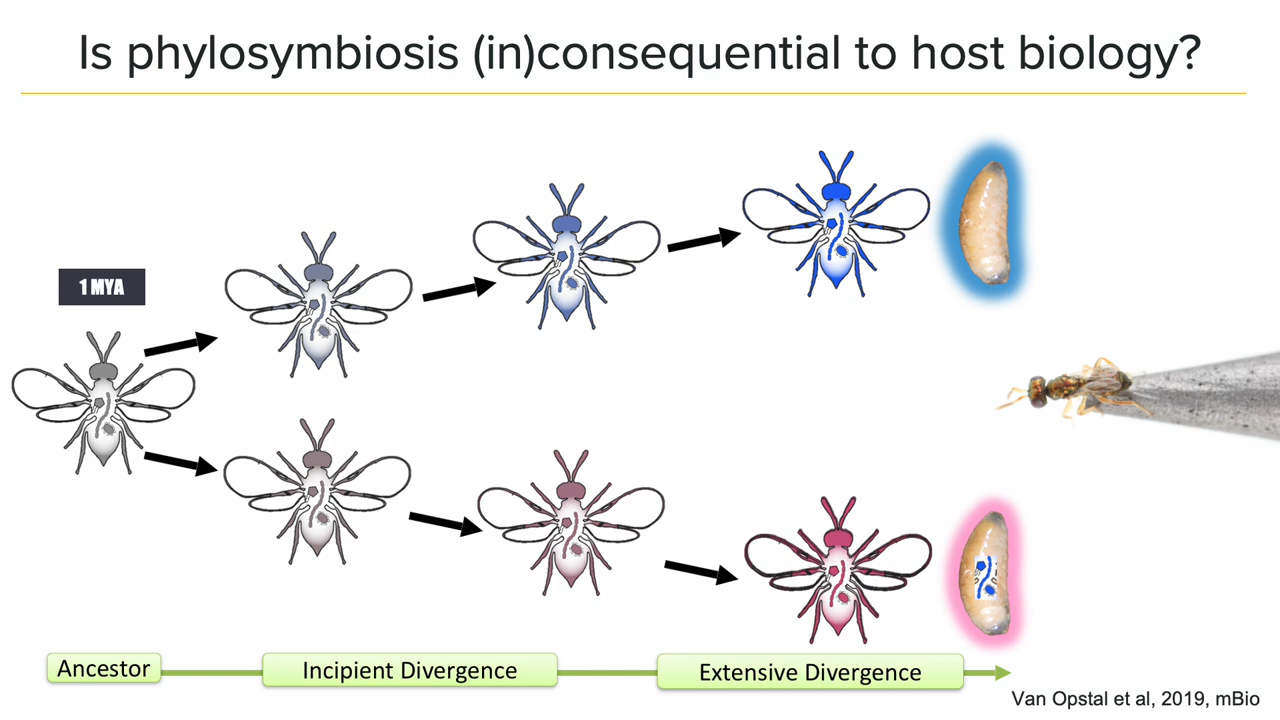 Is phylosymbiosis (in)consequential to host biology?
1 MYA
Ancestor
Incipient Divergence
Extensive Divergence
Van Opstal et al, 2019, mBio